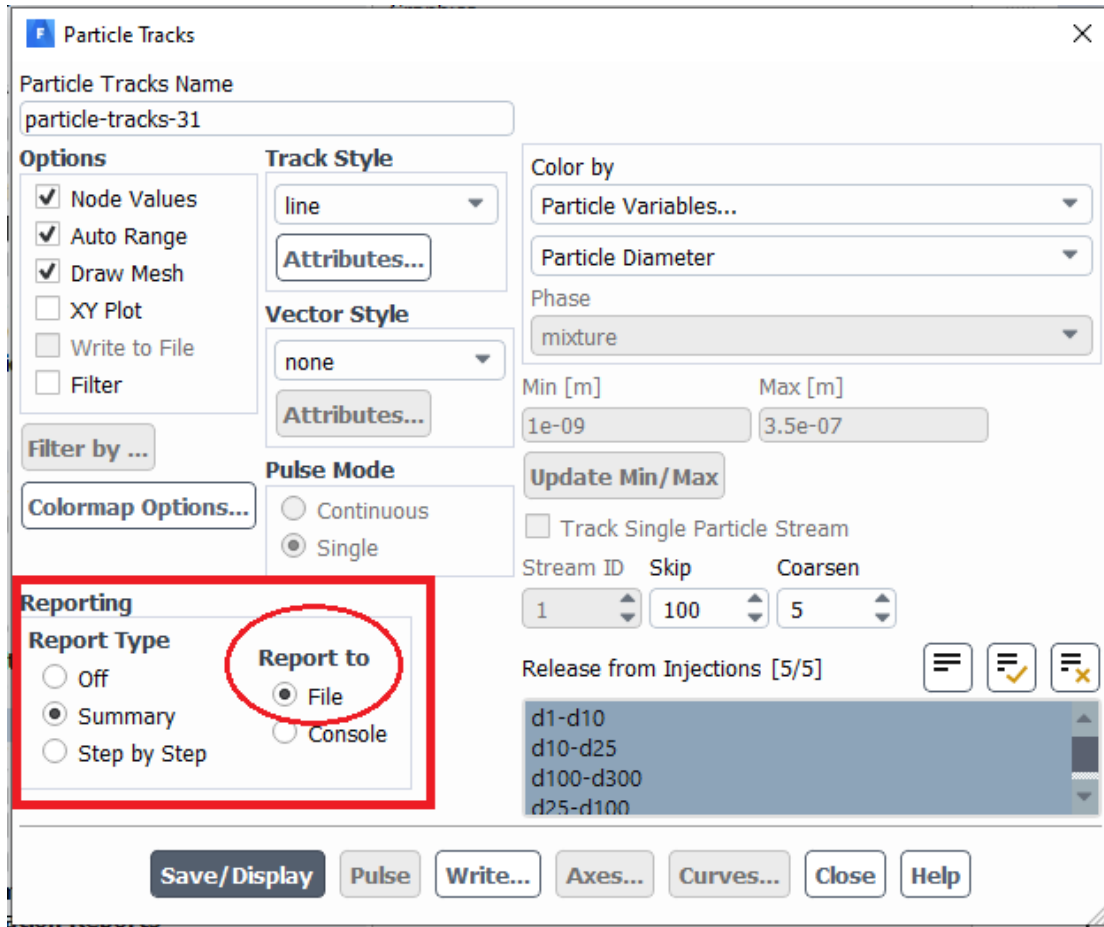 Particle Tracks
Particle Tracks Name
particle-tracks-31
Options
Node Values
Auto Range
Draw Mesh
XY Plot
Write to File
Filter
Filter by ...
Colormap Options...
Track Style
line
Attributes...
Vector Style
none
Attributes...
Pulse Mode
Continuous
Single
Color by
Particle Variables...
Particle Diameter
Phase
mixture
Min [m]
Max [m]
1e-09
3.5e-07
Update Min/Max
Track Single Particle Stream
Stream ID
Skip
Coarsen
1
100
5
Reporting
Report Type
Off
Summary
Step by Step
Report to
File
Console
Release from Injections [5/5]
d1-d10
d10-d25
d100-d300
d25-d100
Save/Display
Pulse
Write...
Axes...
Curves...
Close
Help